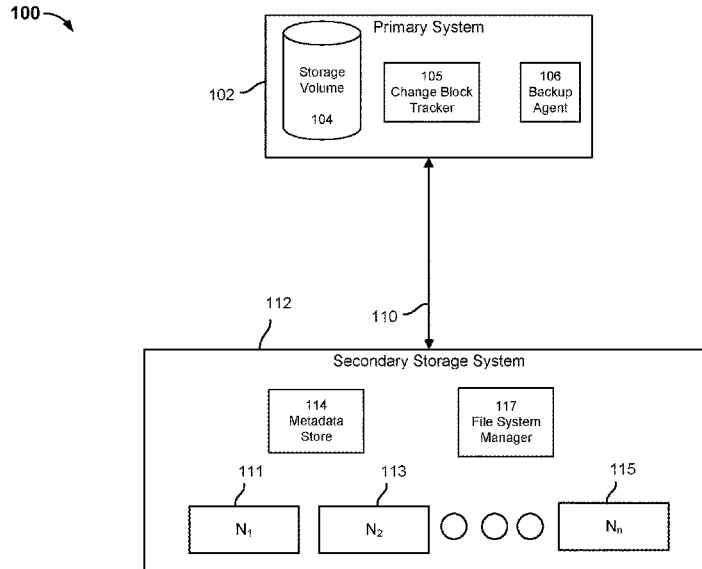 100
Primary System
102
Storage
Volume
104
105
Change Block
Tracker
106
Backup
Agent
110
112
Secondary Storage System
114
Metadata
Store
117
File System
Manager
111
113
115
N₁
N₂
Nₙ